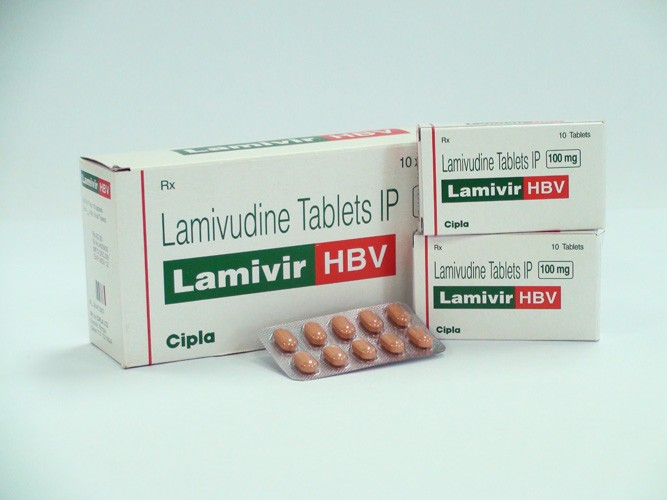 Rx
10
Lamivudine Tablets IP
Lamivir HBV
Cipla
Lamivir HBV
Rx
10 Tablets
Lamivudine Tablets IP 100 mg
Lamivir HBV
Cipla
Rx
10 Tablets
Lamivudine Tablets IP 100 mg
Lamivir HBV
Cipla